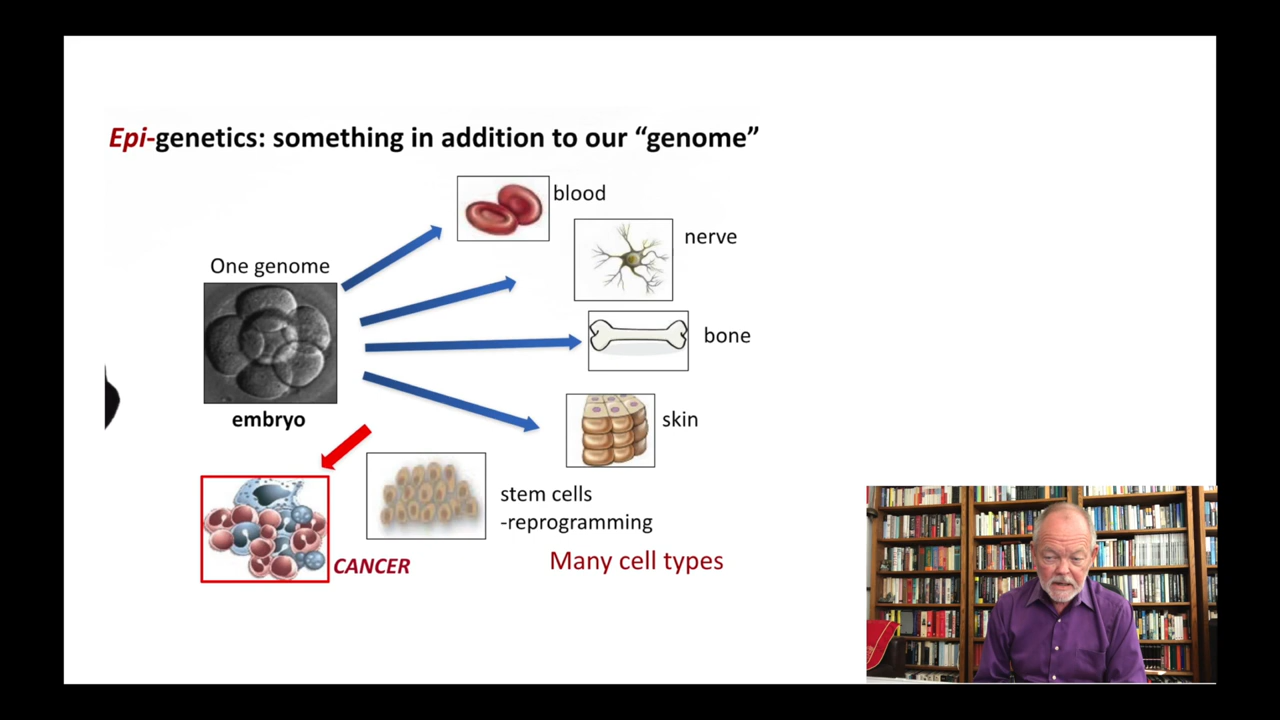 Epi-genetics: something in addition to our “genome”
blood
nerve
One genome
bone
embryo
skin
stem cells
-reprogramming
Many cell types
CANCER